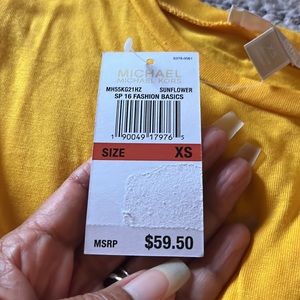 MICHAEL
MICHAEL KORS
MH55KG21HZ SUNFLOWER
SP 16 FASHION BASICS
1 90049 17976 5
SIZE XS
MSRP $59.50